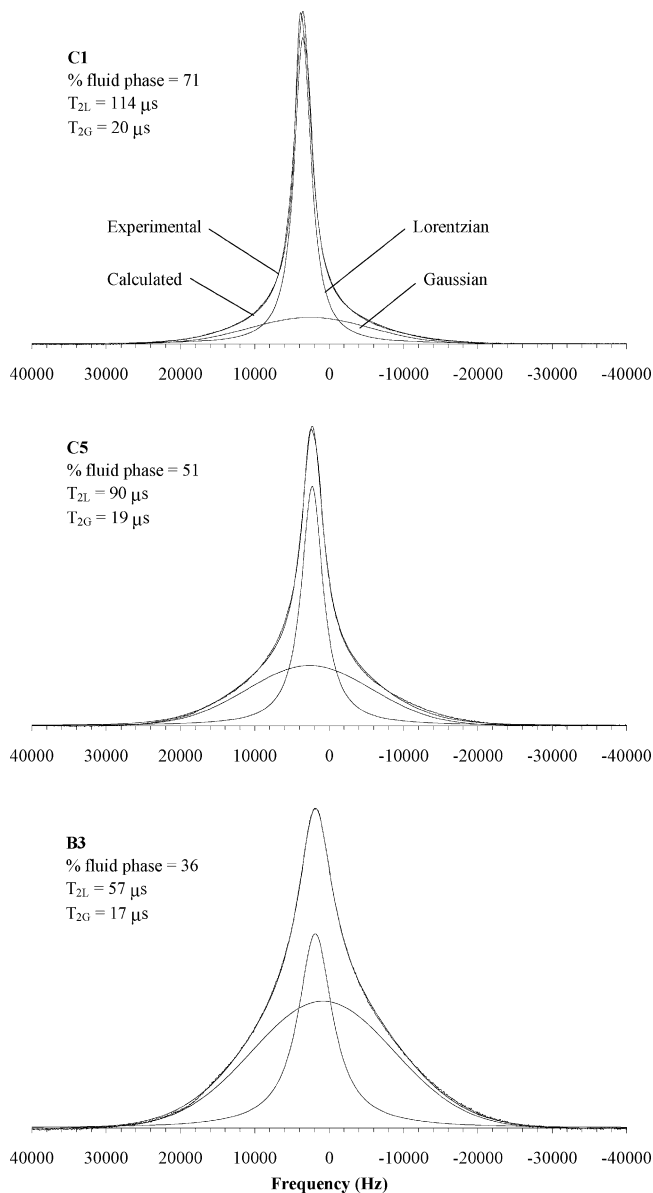 C1
% fluid phase = 71
T2L = 114 μs
T2G = 20 μs
Experimental
Lorentzian
Calculated
Gaussian
40000 30000 20000 10000 0 -10000 -20000 -30000 -40000
C5
% fluid phase = 51
T2L = 90 μs
T2G = 19 μs
40000 30000 20000 10000 0 -10000 -20000 -30000 -40000
B3
% fluid phase = 36
T2L = 57 μs
T2G = 17 μs
40000 30000 20000 10000 0 -10000 -20000 -30000 -40000
Frequency (Hz)